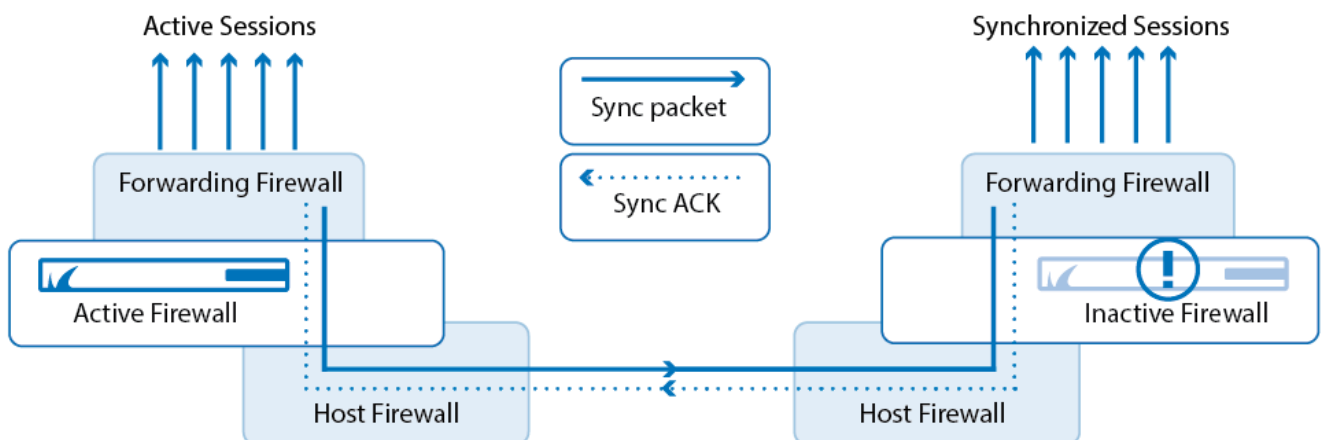 Active Sessions
Synchronized Sessions
Sync packet
Sync ACK
Forwarding Firewall
Forwarding Firewall
Active Firewall
Inactive Firewall
Host Firewall
Host Firewall